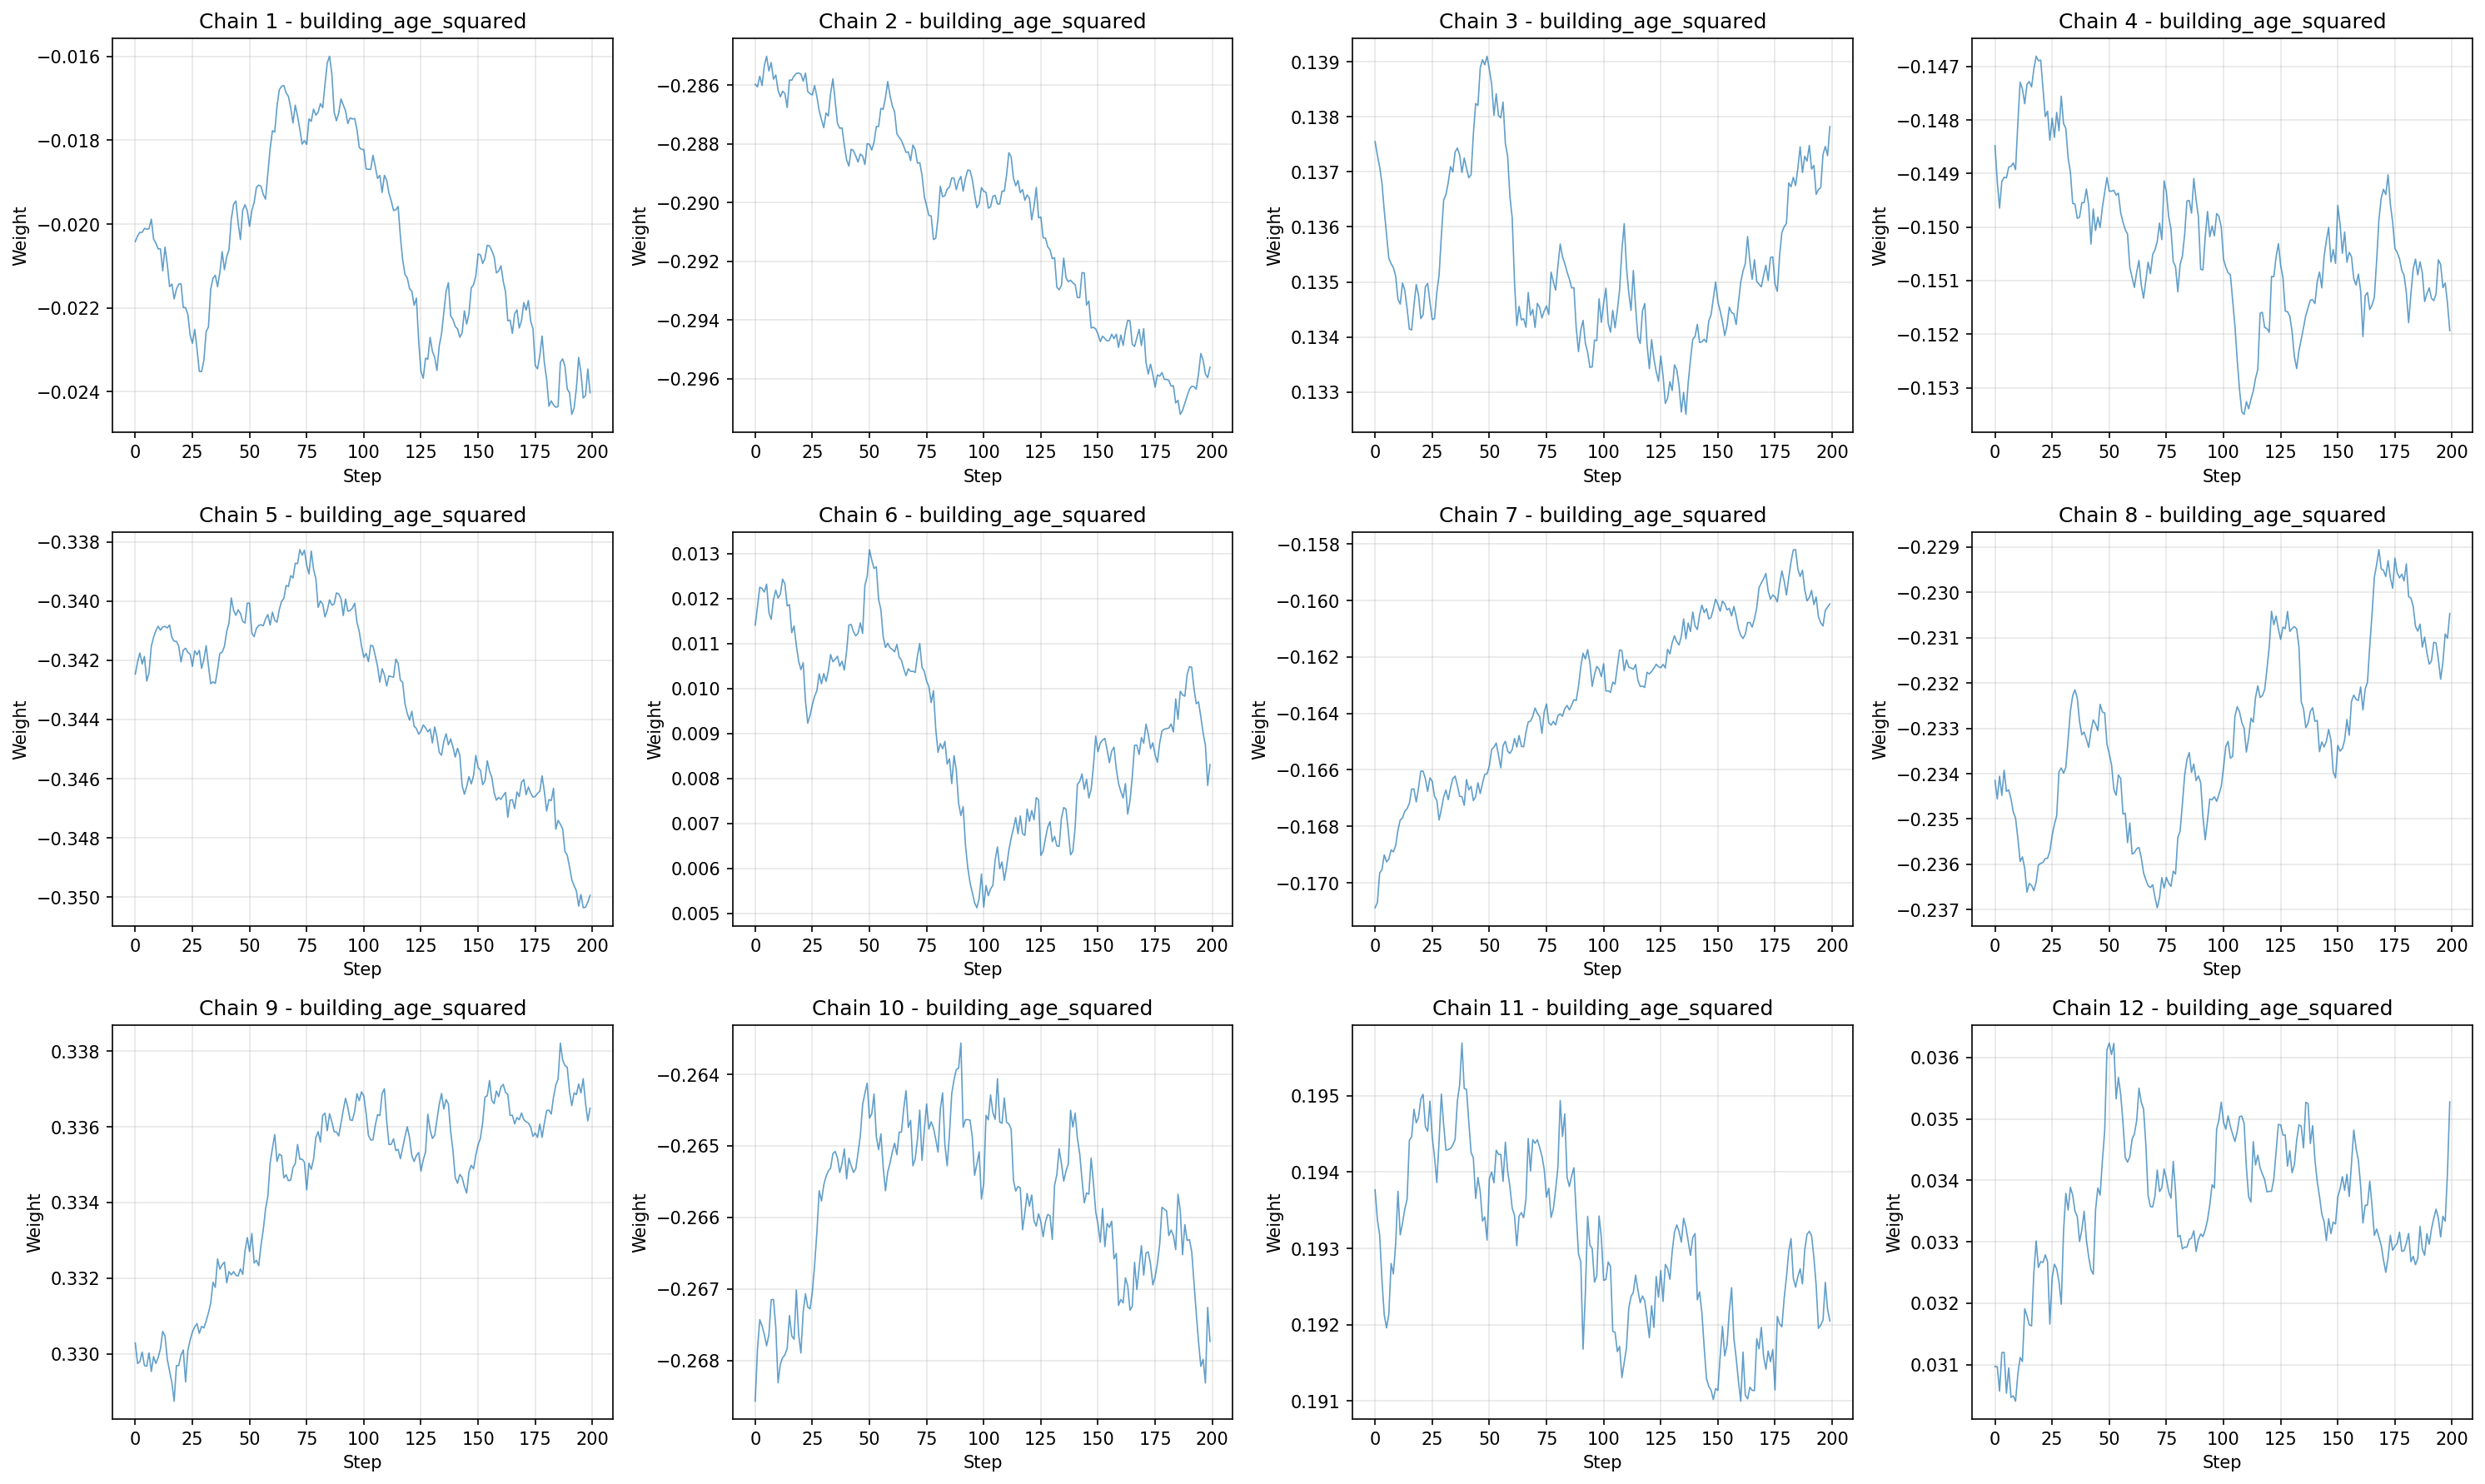 Chain 1 - building_age_squared
Weight
−0.016
−0.018
−0.020
−0.022
−0.024
0 25 50 75 100 125 150 175 200
Step
Chain 2 - building_age_squared
Weight
−0.286
−0.288
−0.290
−0.292
−0.294
−0.296
0 25 50 75 100 125 150 175 200
Step
Chain 3 - building_age_squared
Weight
0.139
0.138
0.137
0.136
0.135
0.134
0.133
0 25 50 75 100 125 150 175 200
Step
Chain 4 - building_age_squared
Weight
−0.147
−0.148
−0.149
−0.150
−0.151
−0.152
−0.153
0 25 50 75 100 125 150 175 200
Step
Chain 5 - building_age_squared
Weight
−0.338
−0.340
−0.342
−0.344
−0.346
−0.348
−0.350
0 25 50 75 100 125 150 175 200
Step
Chain 6 - building_age_squared
Weight
0.013
0.012
0.011
0.010
0.009
0.008
0.007
0.006
0.005
0 25 50 75 100 125 150 175 200
Step
Chain 7 - building_age_squared
Weight
−0.158
−0.160
−0.162
−0.164
−0.166
−0.168
−0.170
0 25 50 75 100 125 150 175 200
Step
Chain 8 - building_age_squared
Weight
−0.229
−0.230
−0.231
−0.232
−0.233
−0.234
−0.235
−0.236
−0.237
0 25 50 75 100 125 150 175 200
Step
Chain 9 - building_age_squared
Weight
0.338
0.336
0.334
0.332
0.330
0 25 50 75 100 125 150 175 200
Step
Chain 10 - building_age_squared
Weight
−0.264
−0.265
−0.266
−0.267
−0.268
0 25 50 75 100 125 150 175 200
Step
Chain 11 - building_age_squared
Weight
0.195
0.194
0.193
0.192
0.191
0 25 50 75 100 125 150 175 200
Step
Chain 12 - building_age_squared
Weight
0.036
0.035
0.034
0.033
0.032
0.031
0 25 50 75 100 125 150 175 200
Step